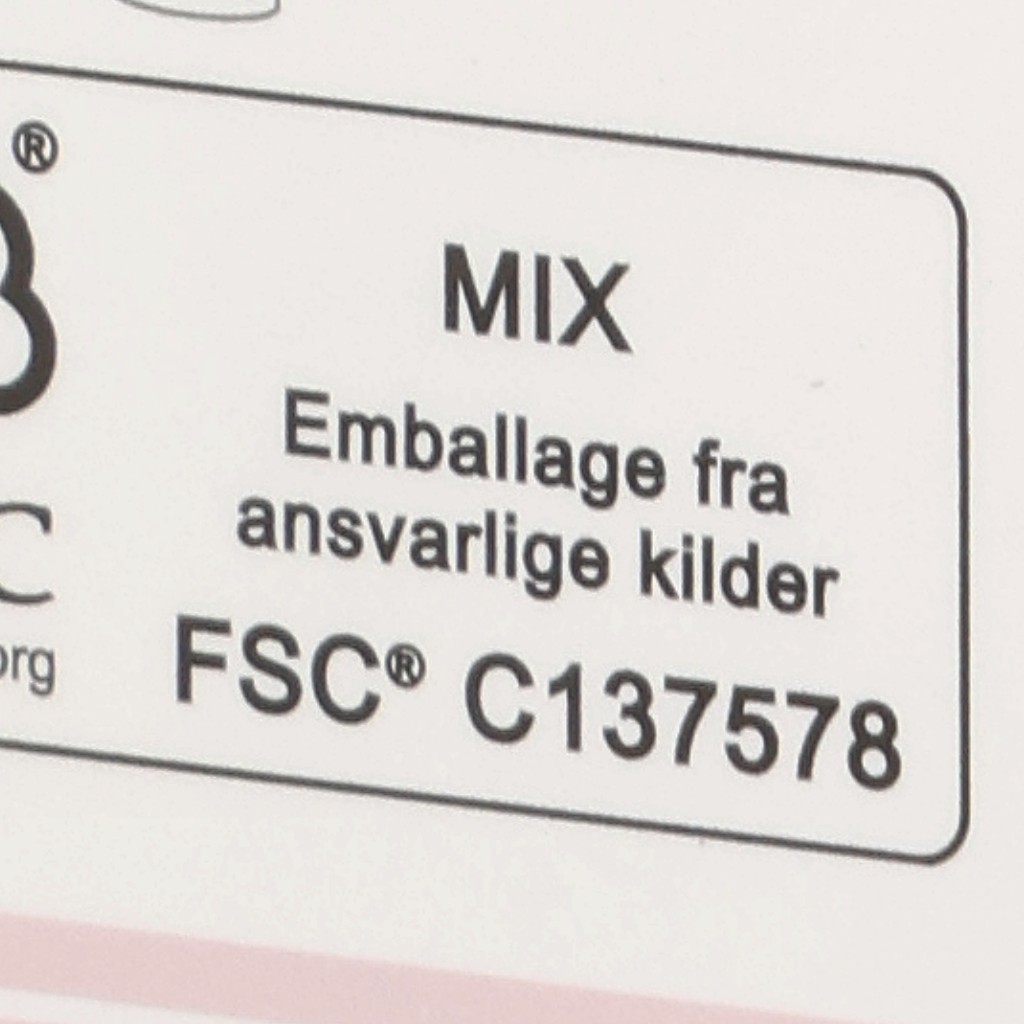 ®
MIX
Emballage fra
ansvarlige kilder
FSC® C137578